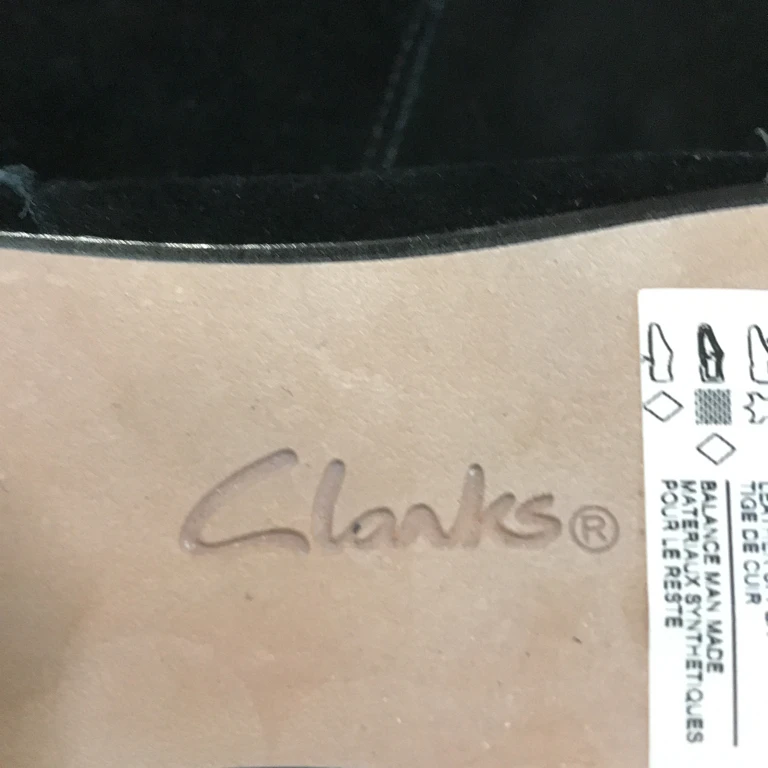 Clarks®
TIGE DE CUIR
BALANCE MAN MADE
MATERIAUX SYNTHETIQUES
POUR LE RESTE